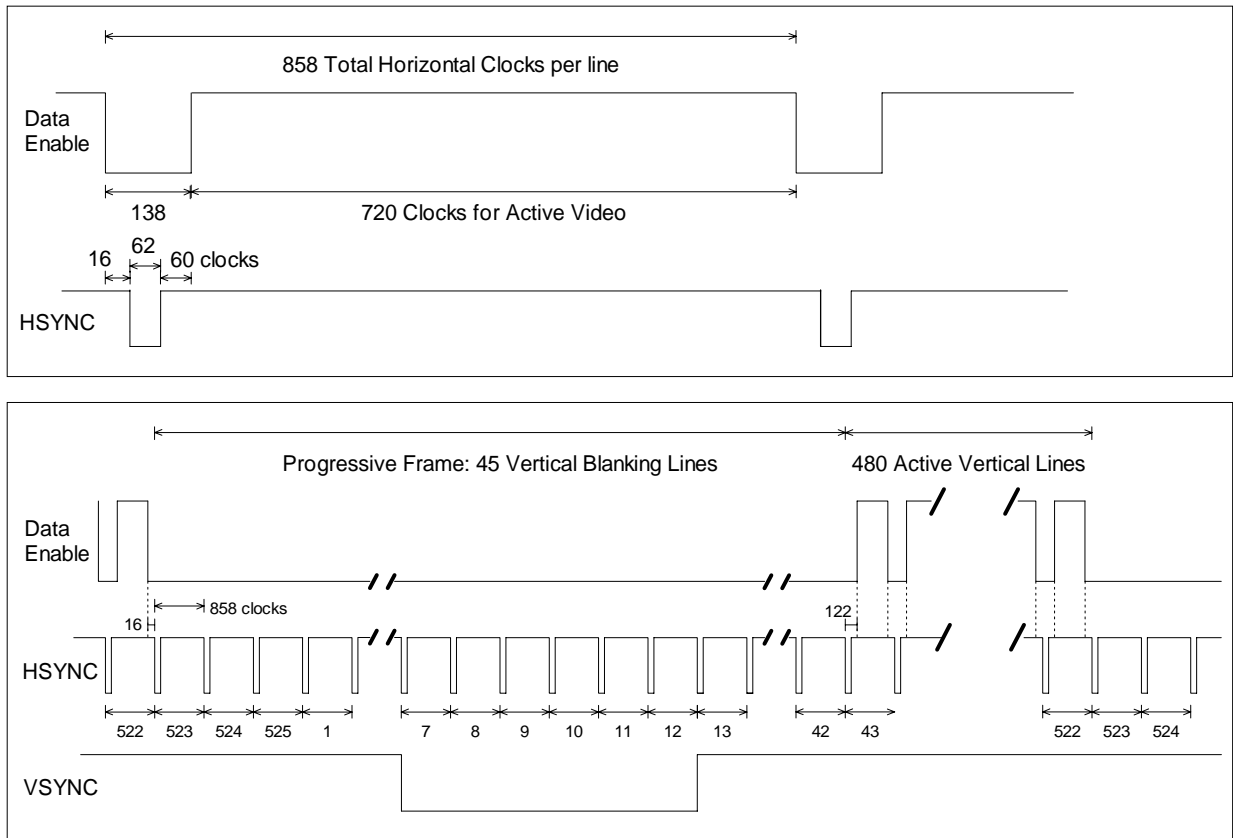 858 Total Horizontal Clocks per line
Data
Enable
138
720 Clocks for Active Video
62
16
60 clocks
HSYNC
Progressive Frame: 45 Vertical Blanking Lines
480 Active Vertical Lines
Data
Enable
858 clocks
16
122
HSYNC
522 523 524 525 1 7 8 9 10 11 12 13 42 43 522 523 524
VSYNC